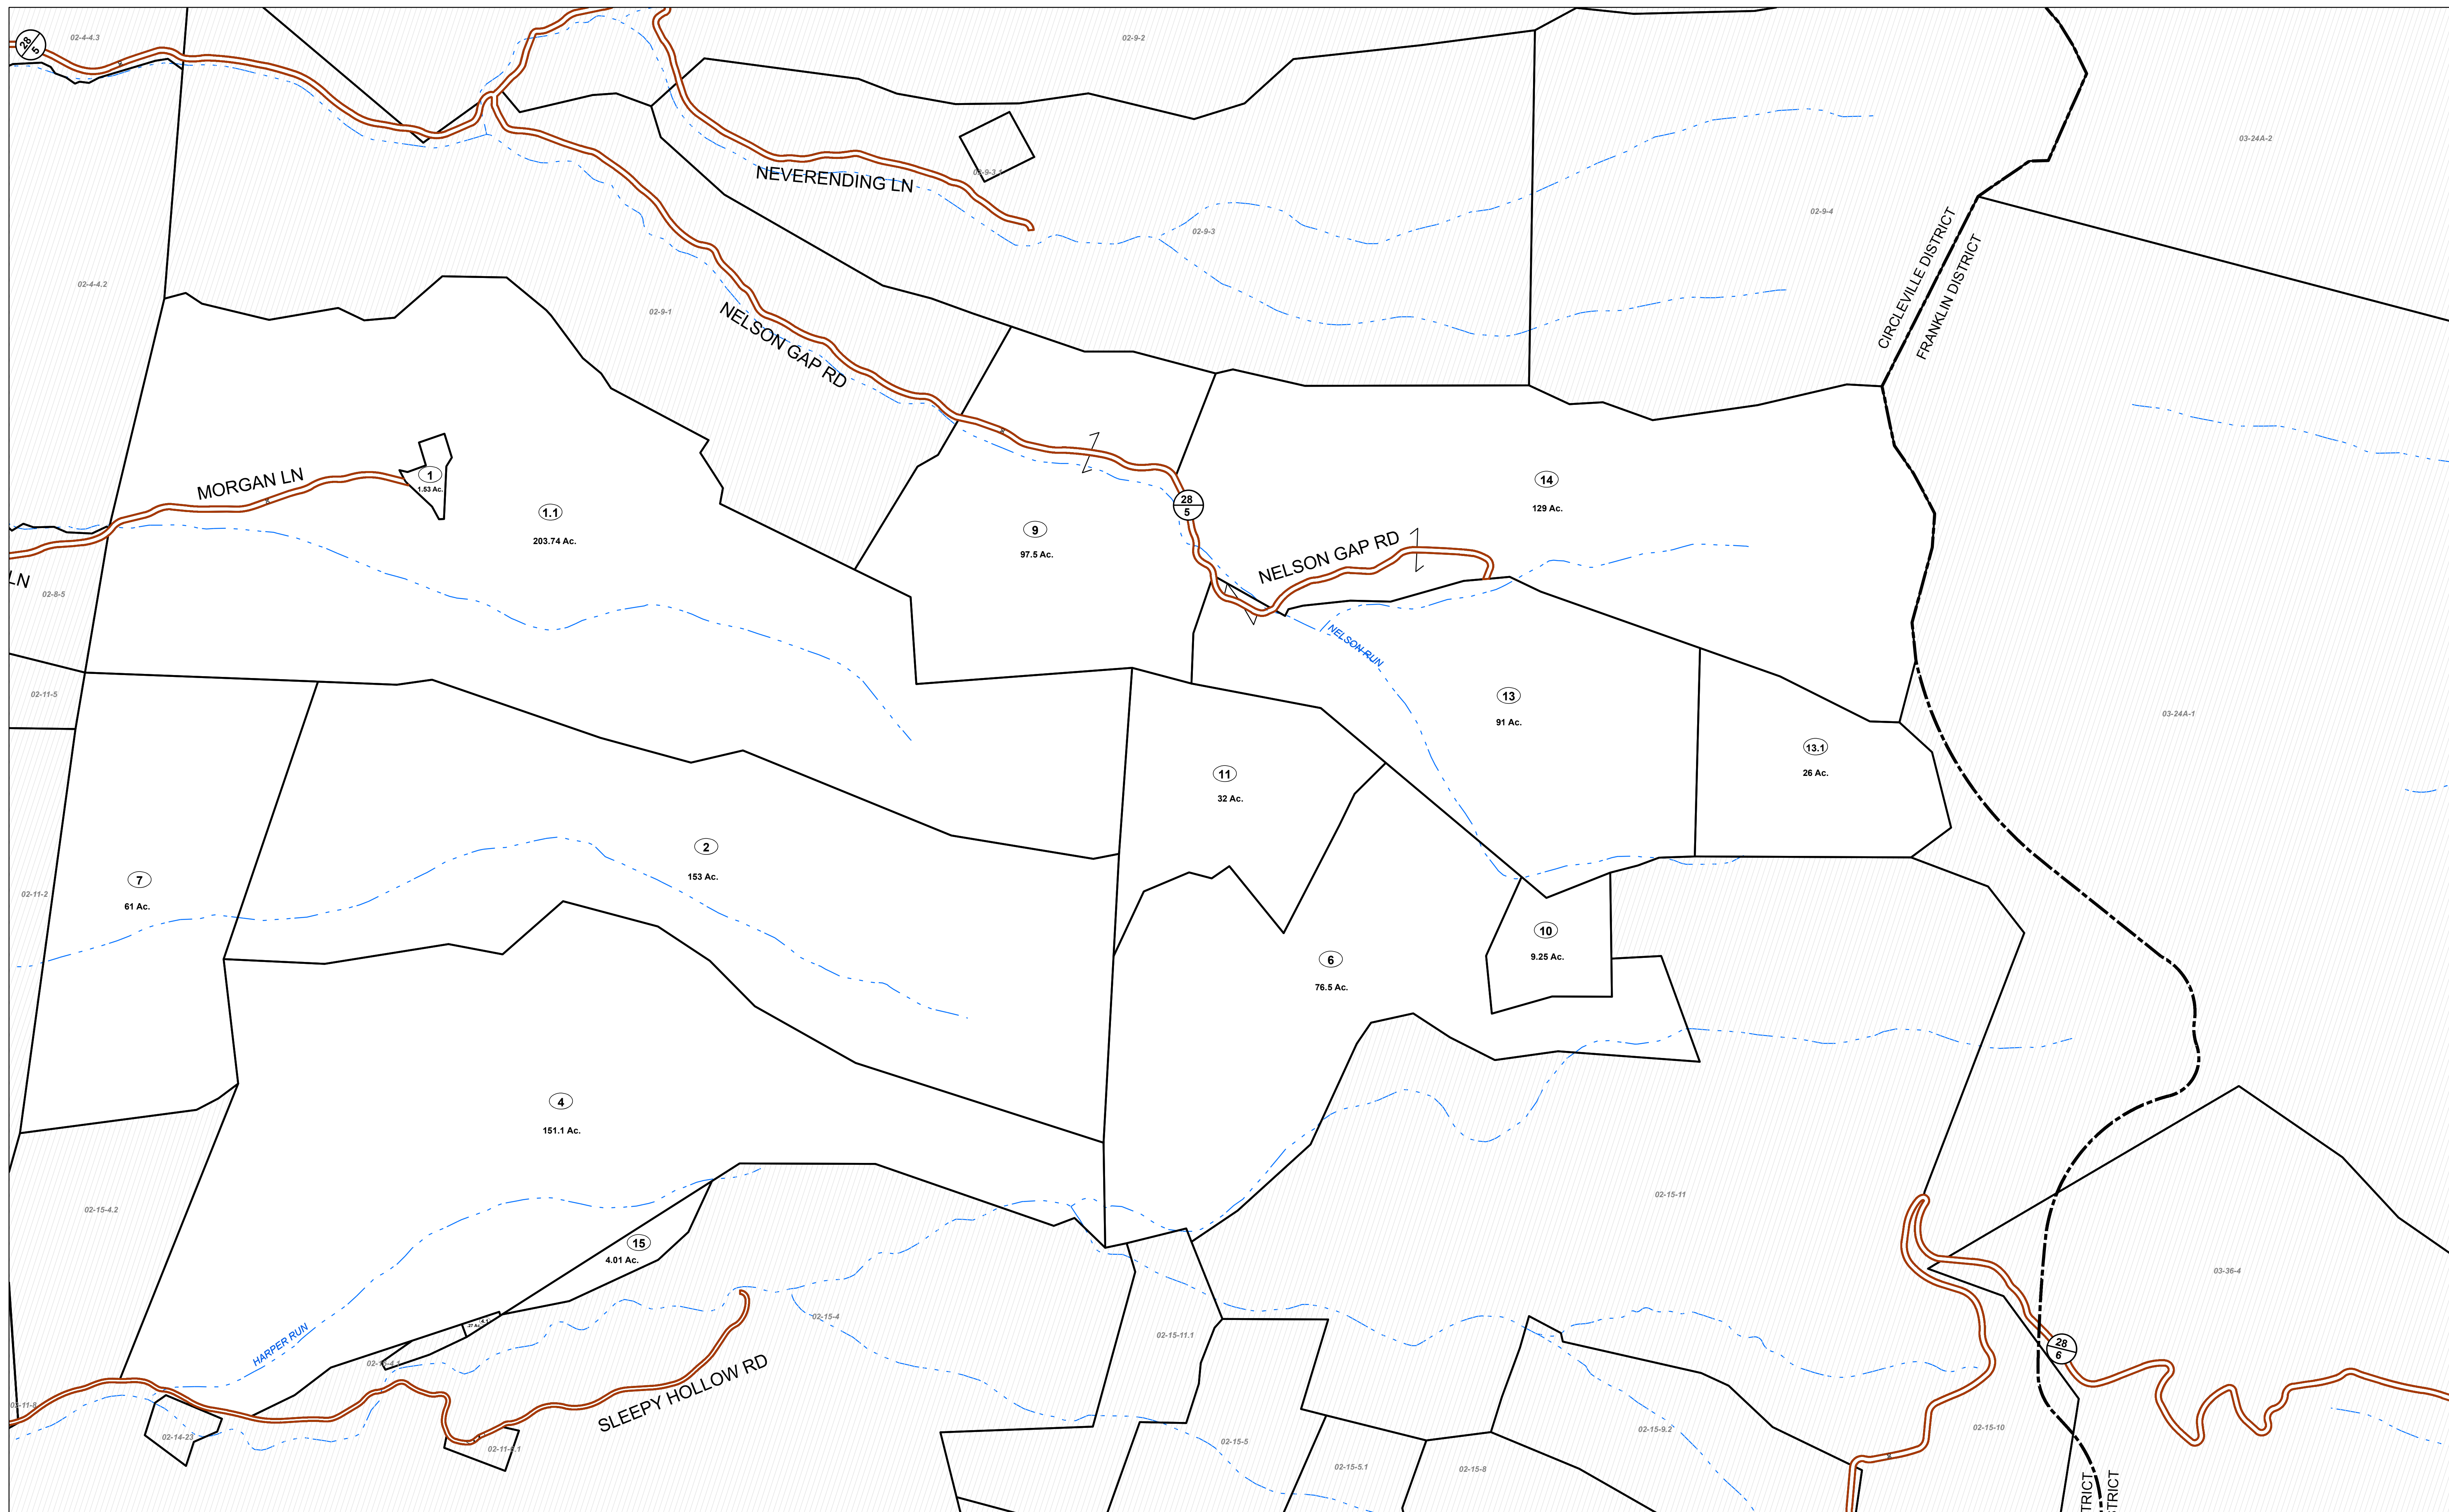 02-4-4.3
28
5
02-9-2
03-24A-2
NEVERENDING LN
02-9-3
02-9-4
CIRCLEVILLE DISTRICT
FRANKLIN DISTRICT
02-4-4.2
02-9-1
NELSON GAP RD
MORGAN LN
1
1.53 Ac.
1.1
203.74 Ac.
9
97.5 Ac.
28
5
14
129 Ac.
NELSON GAP RD
LN
02-8-5
NELSON RUN
02-11-5
13
91 Ac.
03-24A-1
13.1
26 Ac.
11
32 Ac.
2
153 Ac.
7
61 Ac.
02-11-2
10
9.25 Ac.
6
76.5 Ac.
4
151.1 Ac.
02-15-4.2
02-15-11
15
4.01 Ac.
03-36-4
02-15-4
02-15-11.1
HARPER RUN
28
6
SLEEPY HOLLOW RD
02-14-23
02-15-5
02-15-9.2
02-15-10
02-15-5.1
02-15-8
TRICT
STRICT